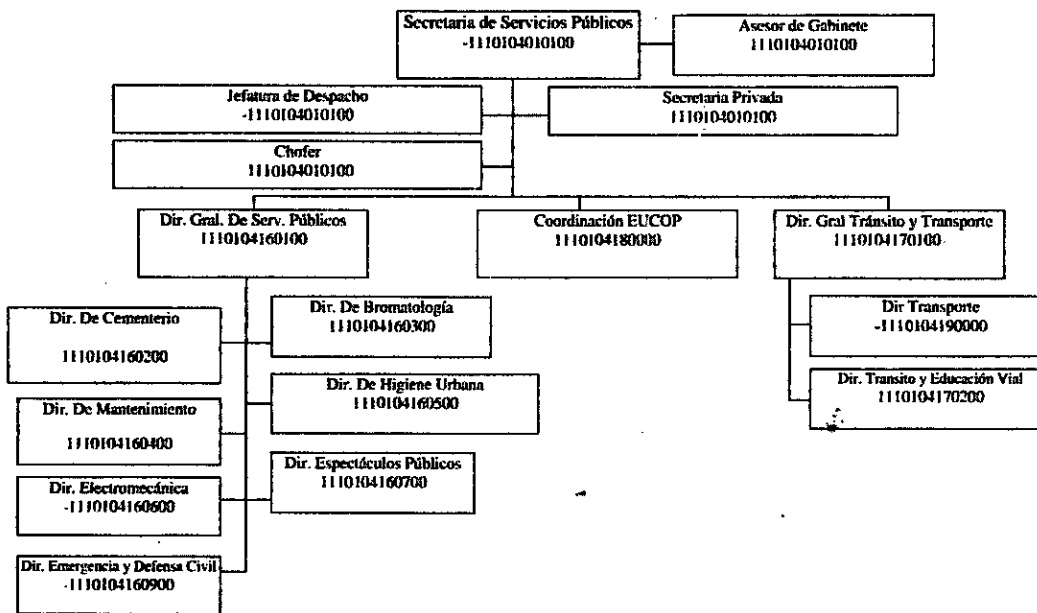 Secretaria de Servicios Públicos
-1110104010100
Asesor de Gabinete
1110104010100
Jefatura de Despacho
-1110104010100
Secretaria Privada
1110104010100
Chofer
1110104010100
Dir. Gral. De Serv. Públicos
1110104160100
Coordinación EUCOP
1110104180000
Dir. Gral Tránsito y Transporte
1110104170100
Dir. De Cementerio
1110104160200
Dir. De Bromatología
1110104160300
Dir Transporte
-1110104190000
Dir. De Higiene Urbana
1110104160500
Dir. Transito y Educación Vial
1110104170200
Dir. De Mantenimiento
1110104160400
Dir. Espectáculos Públicos
1110104160700
Dir. Electromecánica
-1110104160600
Dir. Emergencia y Defensa Civil
-1110104160900